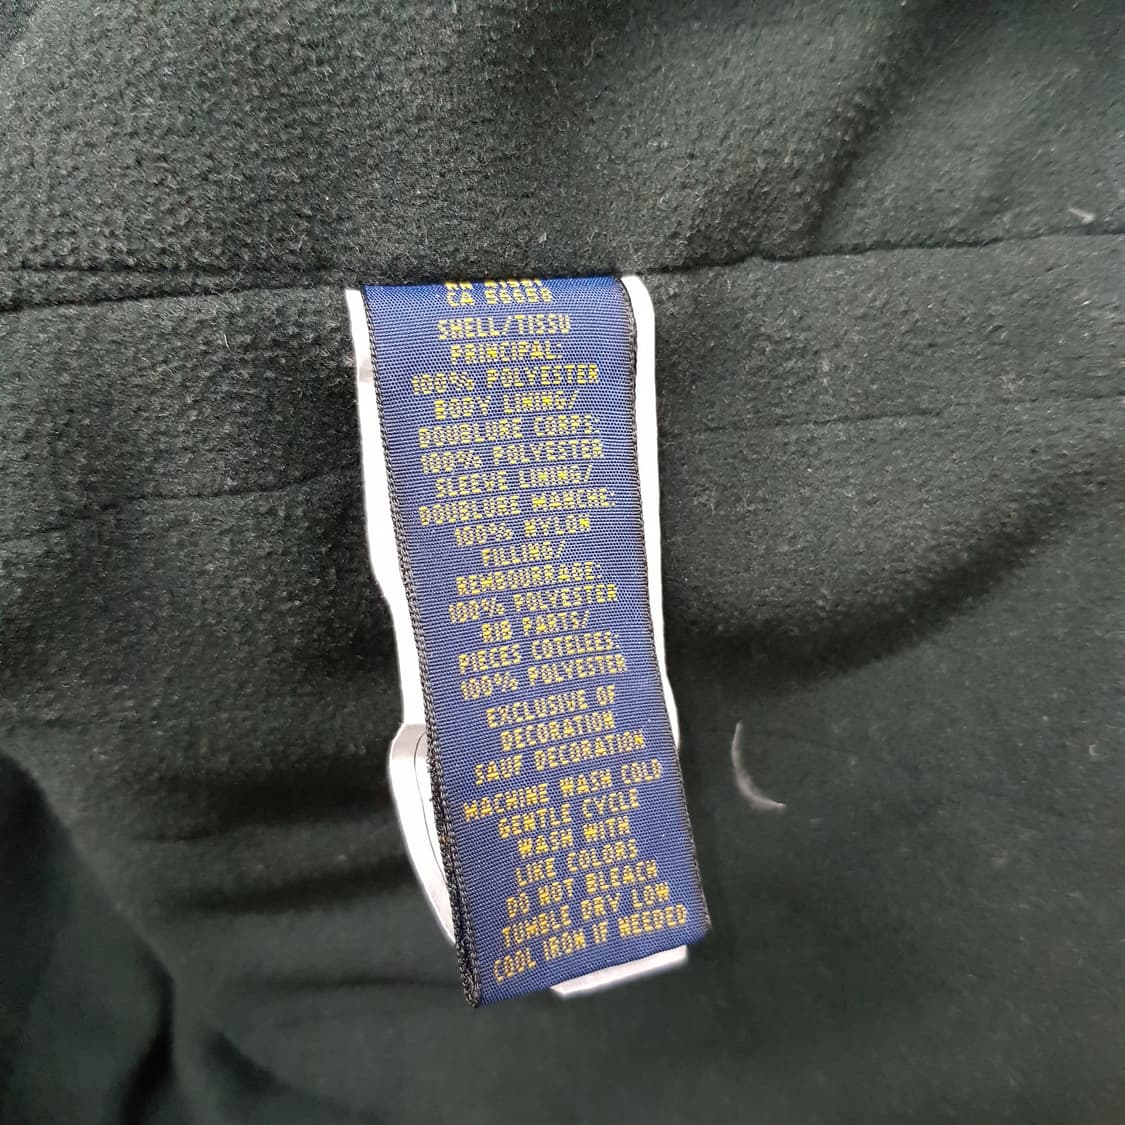 CA 56658
SHELL/TISSU
PRINCIPAL:
100% POLYESTER
BODY LINING/
DOUBLURE CORPS:
100% POLYESTER
SLEEVE LINING/
DOUBLURE MANCHE:
100% NYLON
FILLING/
REMBOURRAGE:
100% POLYESTER
RIB PARTS/
PIECES COTELEES:
100% POLYESTER
EXCLUSIVE OF
DECORATION
SAUF DECORATION
MACHINE WASH COLD
GENTLE CYCLE
WASH WITH
LIKE COLORS
DO NOT BLEACH
TUMBLE DRY LOW
COOL IRON IF NEEDED